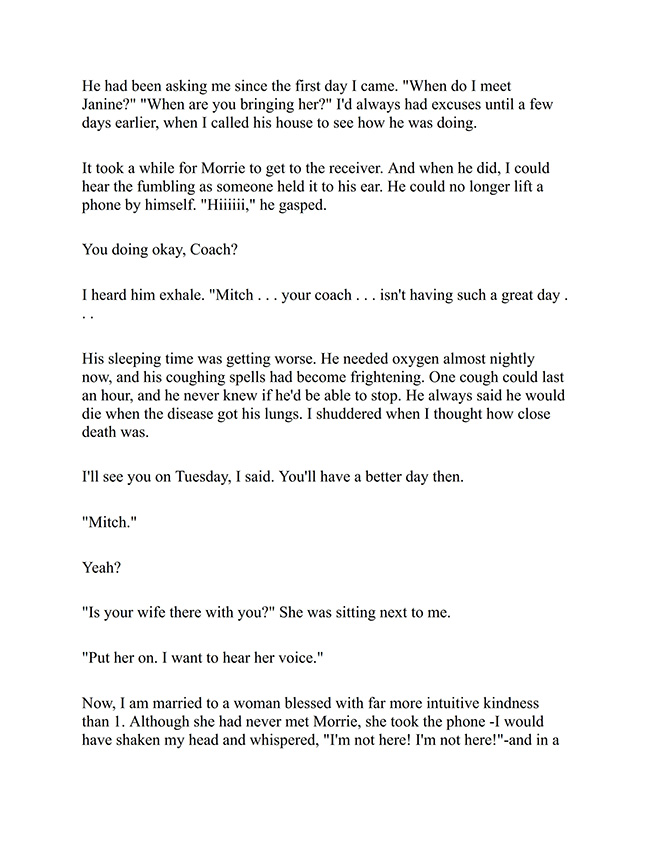 He had been asking me since the first day I came. "When do I meet
Janine?" "When are you bringing her?" I'd always had excuses until a few
days earlier, when I called his house to see how he was doing.
It took a while for Morrie to get to the receiver. And when he did, I could
hear the fumbling as someone held it to his ear. He could no longer lift a
phone by himself. "Hiiiiii," he gasped.
You doing okay, Coach?
I heard him exhale. "Mitch . . . your coach . . . isn't having such a great day .
. .
His sleeping time was getting worse. He needed oxygen almost nightly
now, and his coughing spells had become frightening. One cough could last
an hour, and he never knew if he'd be able to stop. He always said he would
die when the disease got his lungs. I shuddered when I thought how close
death was.
I'll see you on Tuesday, I said. You'll have a better day then.
"Mitch."
Yeah?
"Is your wife there with you?" She was sitting next to me.
"Put her on. I want to hear her voice."
Now, I am married to a woman blessed with far more intuitive kindness
than 1. Although she had never met Morrie, she took the phone -I would
have shaken my head and whispered, "I'm not here! I'm not here!"-and in a